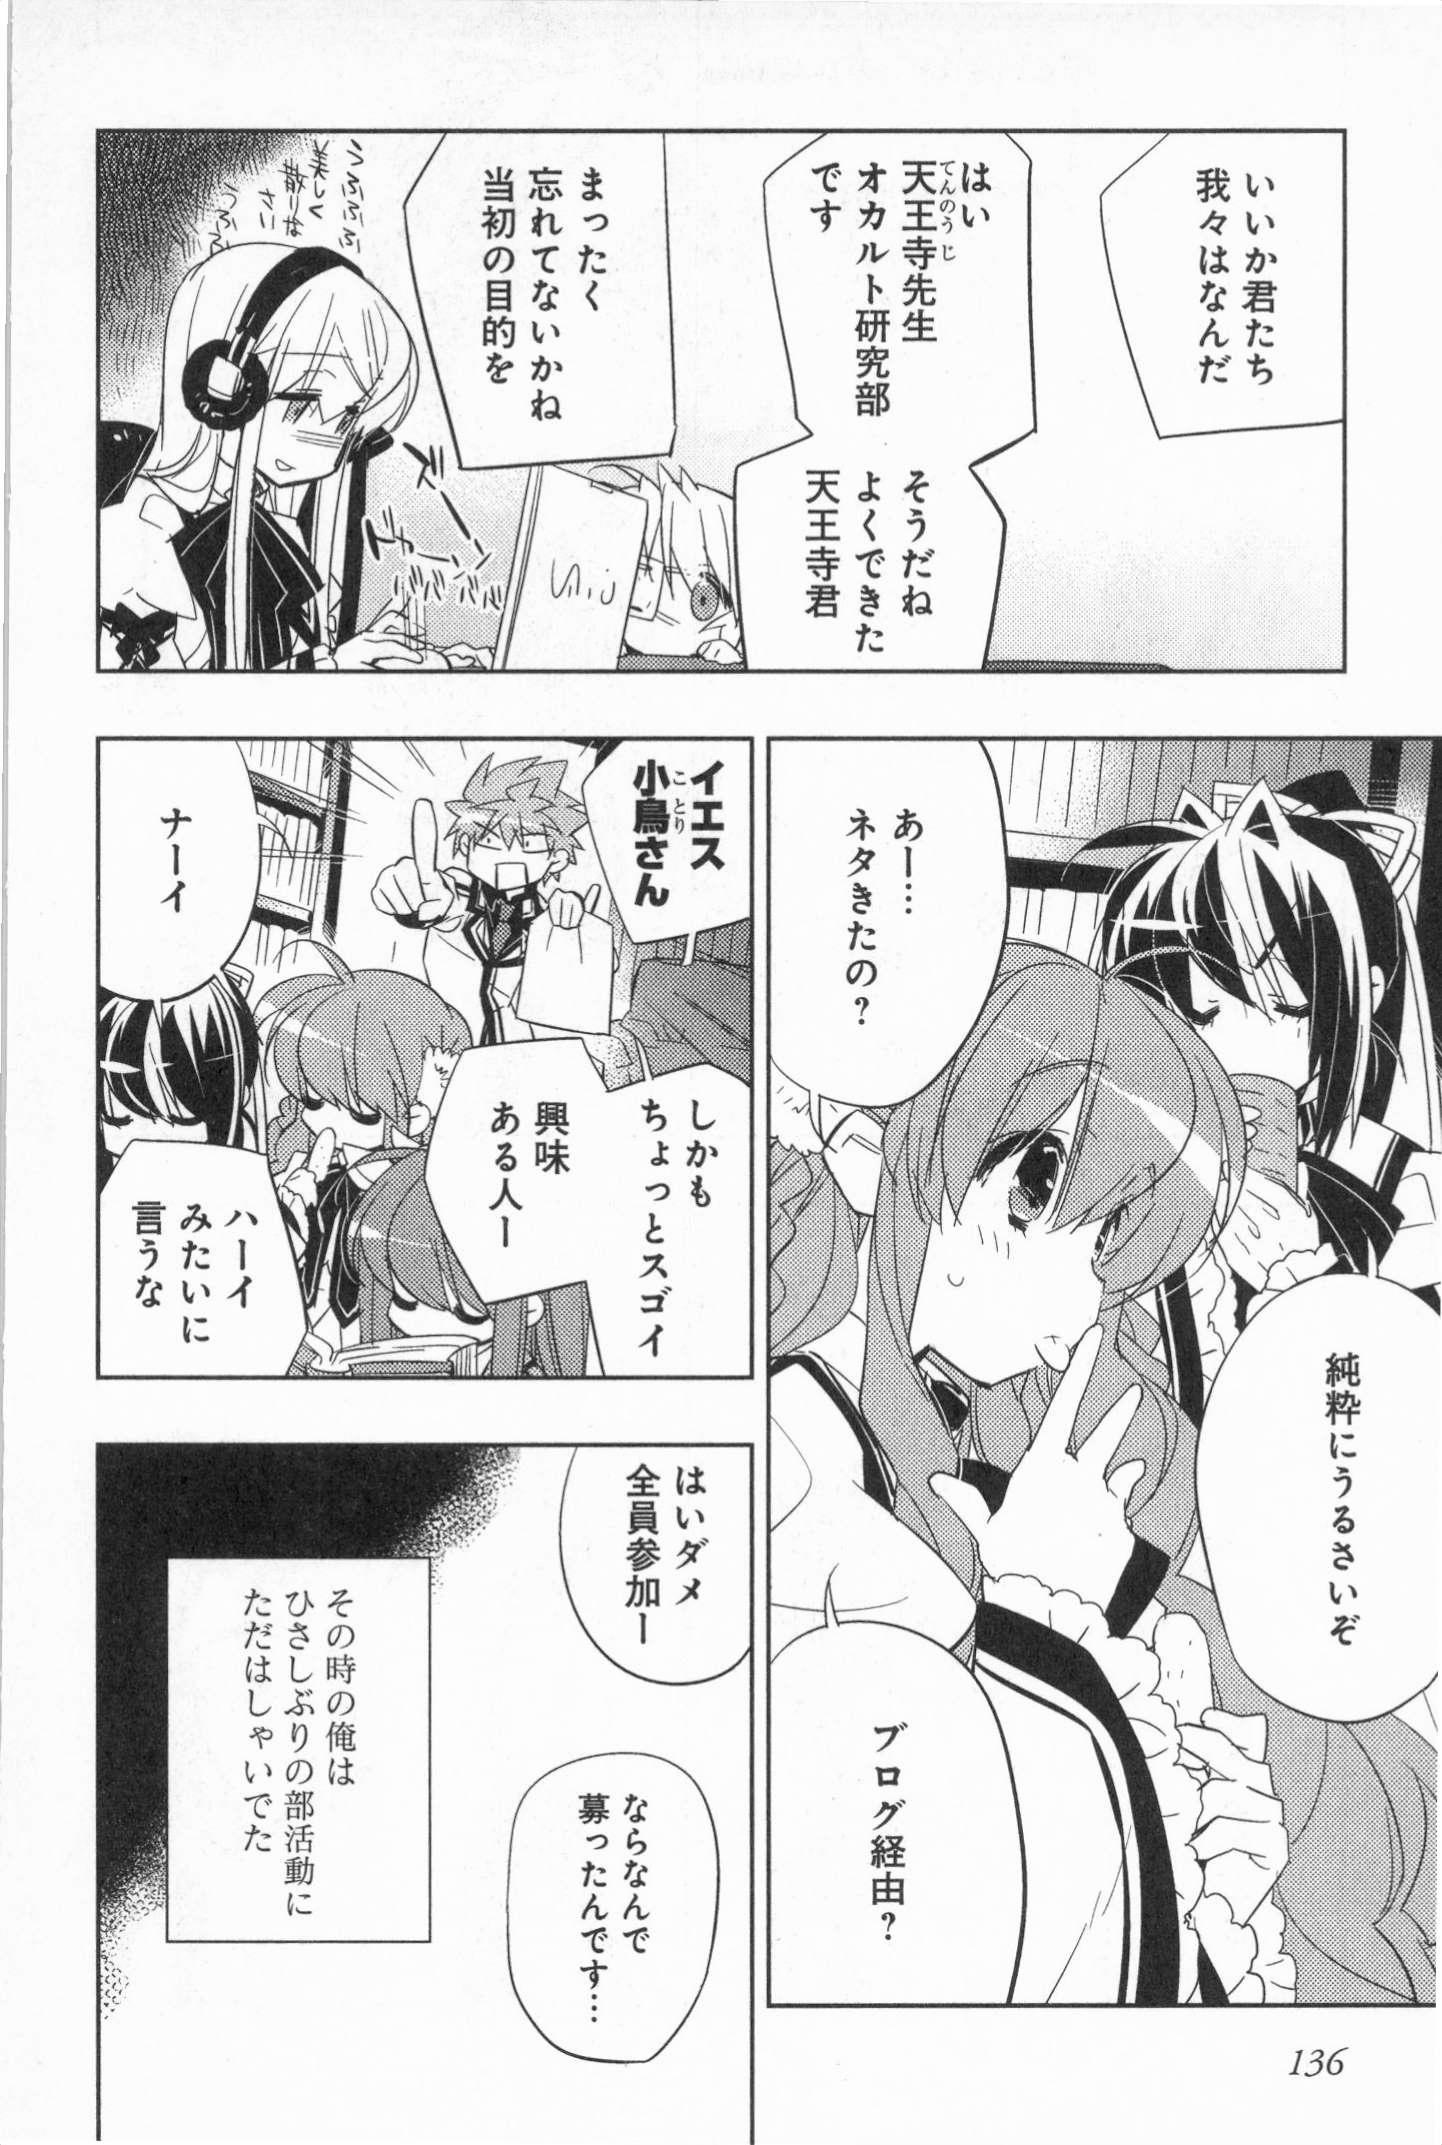 いいか君たち
我々はなんだ
はい
天王寺先生
てんのうじ
オカルト研究部
です
そうだね
よくできた
天王寺君
まったく
忘れてないかね
当初の目的を
うふふふふ
美しく
散りな
さい
うふふ
ズズーン
ドカーン
ババババババ
あー…
ネタきたの?
純粋にうるさいぞ
ブログ経由?
イエス
小鳥さん
ことり
しかも
ちょっとスゴイ
興味
ある人ー
ナーイ
ハーイ
みたいに
言うな
はいダメ
全員参加ー
ならなんで
募ったんです…
その時の俺は
ひさしぶりの部活動に
ただはしゃいでた
136